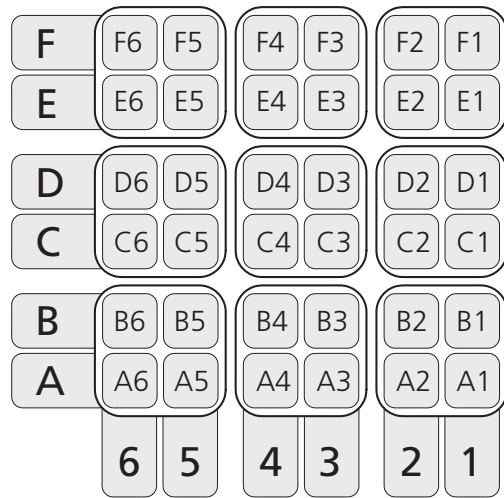 F F6 F5 F4 F3 F2 F1
E E6 E5 E4 E3 E2 E1
D D6 D5 D4 D3 D2 D1
C C6 C5 C4 C3 C2 C1
B B6 B5 B4 B3 B2 B1
A A6 A5 A4 A3 A2 A1
6 5 4 3 2 1